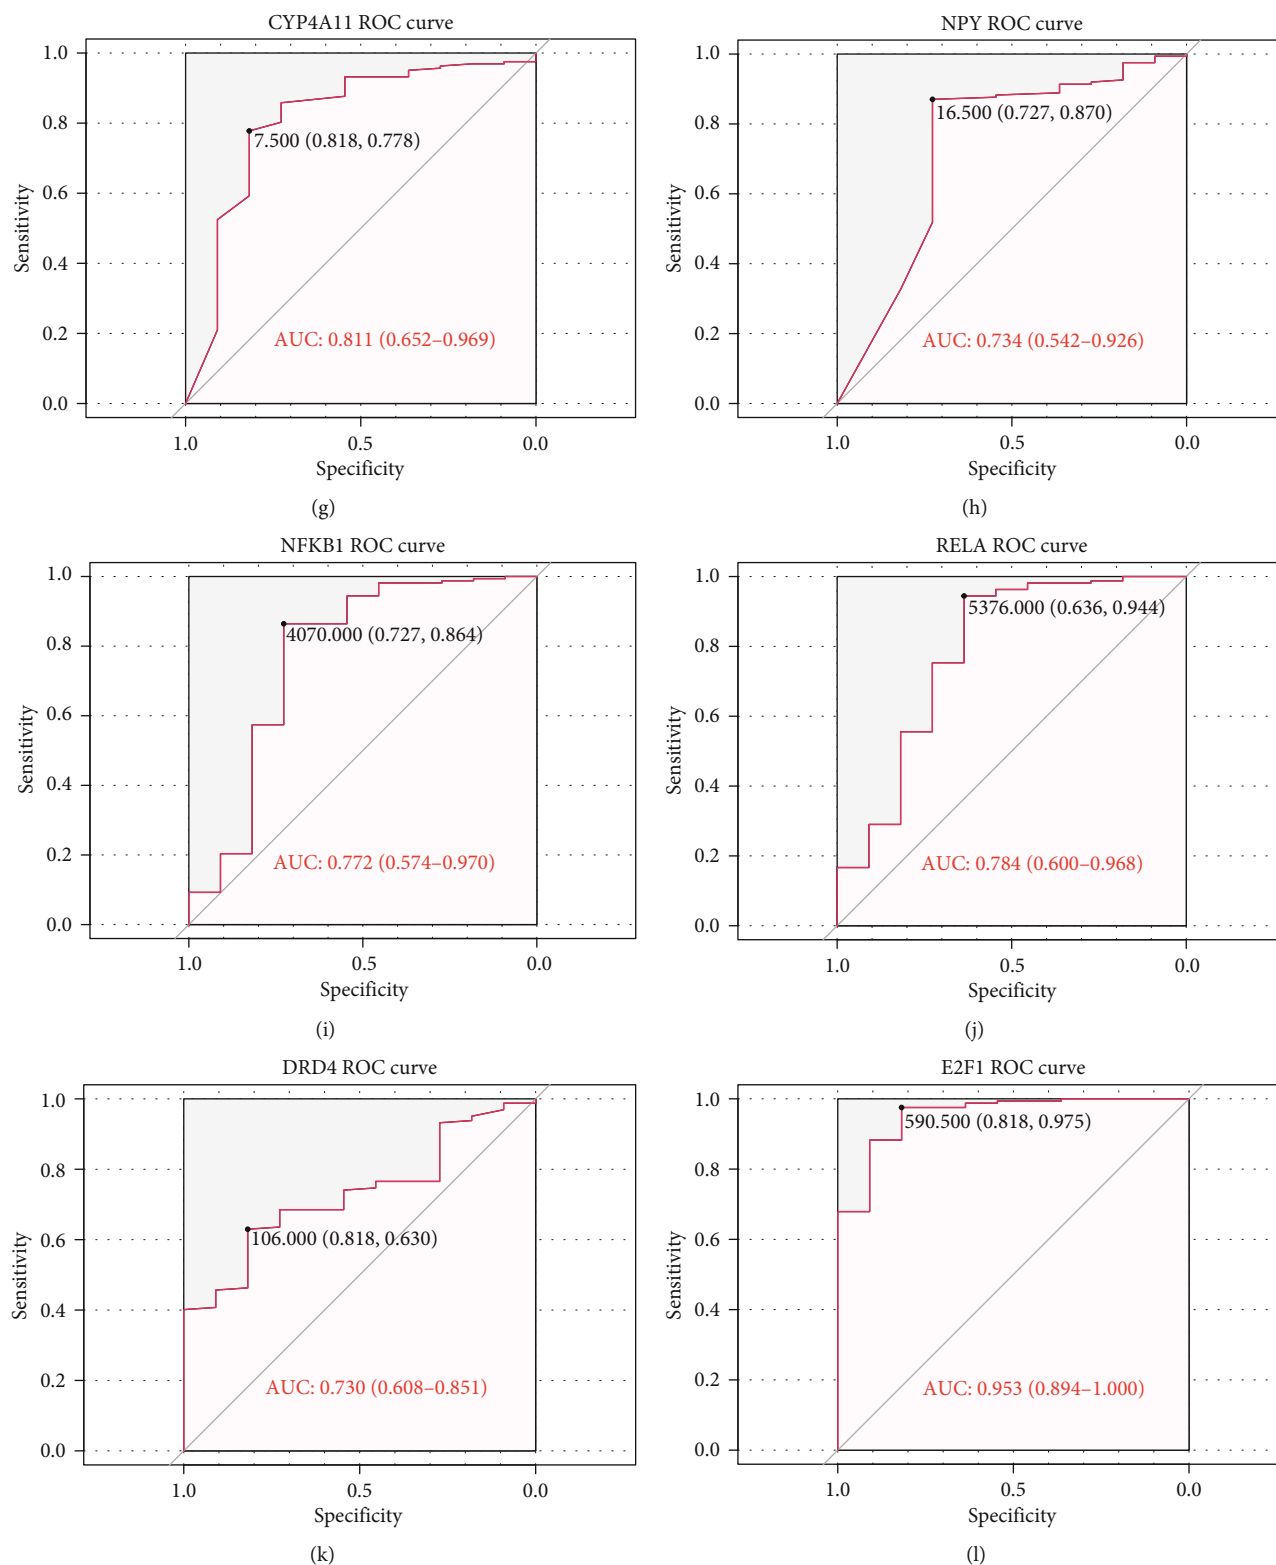 CYP4A11 ROC curve
1.0
0.8
0.6
0.4
0.2
0.0
Sensitivity
7.500 (0.818, 0.778)
AUC: 0.811 (0.652–0.969)
1.0
0.5
0.0
Specificity
(g)
NPY ROC curve
1.0
0.8
0.6
0.4
0.2
0.0
Sensitivity
16.500 (0.727, 0.870)
AUC: 0.734 (0.542–0.926)
1.0
0.5
0.0
Specificity
(h)
NFKB1 ROC curve
1.0
0.8
0.6
0.4
0.2
0.0
Sensitivity
4070.000 (0.727, 0.864)
AUC: 0.772 (0.574–0.970)
1.0
0.5
0.0
Specificity
(i)
RELA ROC curve
1.0
0.8
0.6
0.4
0.2
0.0
Sensitivity
5376.000 (0.636, 0.944)
AUC: 0.784 (0.600–0.968)
1.0
0.5
0.0
Specificity
(j)
DRD4 ROC curve
1.0
0.8
0.6
0.4
0.2
0.0
Sensitivity
106.000 (0.818, 0.630)
AUC: 0.730 (0.608–0.851)
1.0
0.5
0.0
Specificity
(k)
E2F1 ROC curve
1.0
0.8
0.6
0.4
0.2
0.0
Sensitivity
590.500 (0.818, 0.975)
AUC: 0.953 (0.894–1.000)
1.0
0.5
0.0
Specificity
(l)